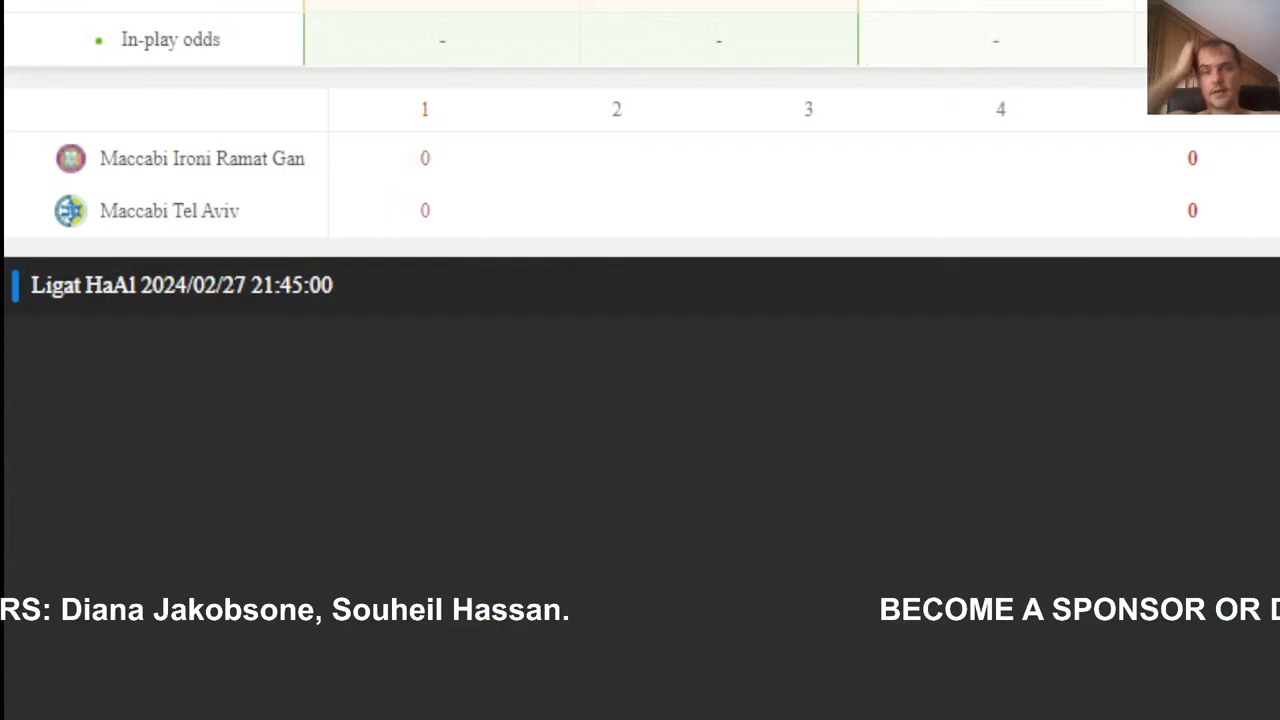 In-play odds - - -
1 2 3 4
Maccabi Ironi Ramat Gan 0 0
Maccabi Tel Aviv 0 0
Ligat HaAl 2024/02/27 21:45:00
RS: Diana Jakobsone, Souheil Hassan. BECOME A SPONSOR OR D